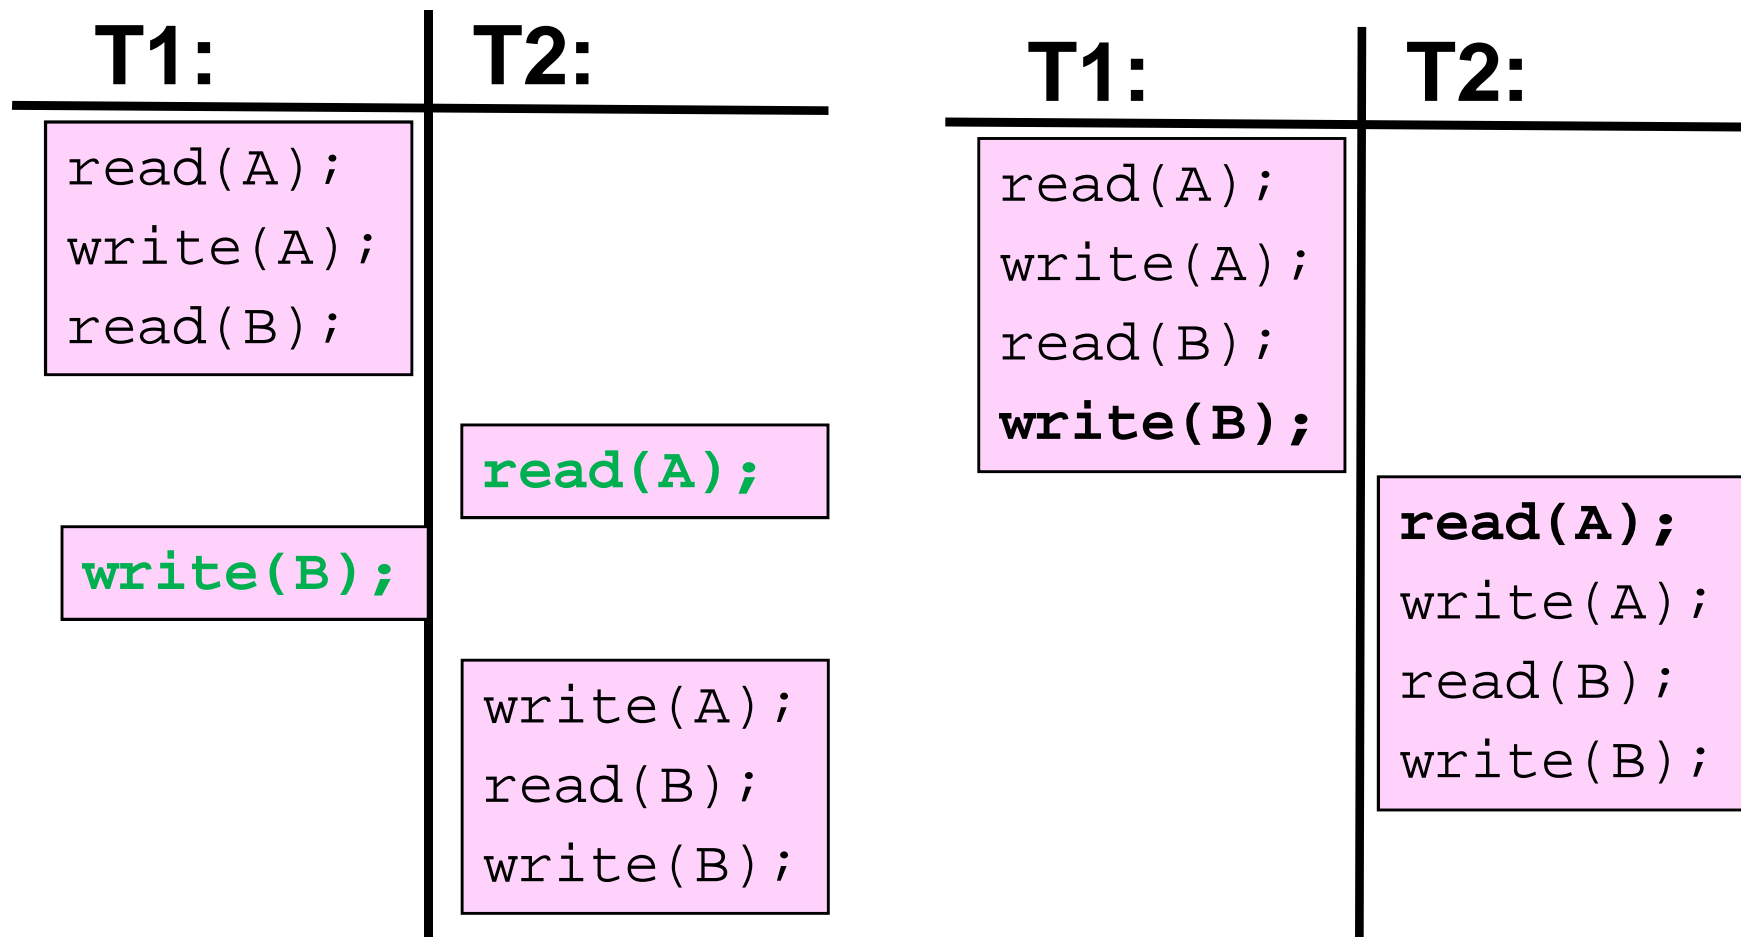 T1: T2:
read(A);
write(A);
read(B);
read(A);
write(B);
write(A);
read(B);
write(B);
T1: T2:
read(A);
write(A);
read(B);
write(B);
read(A);
write(A);
read(B);
write(B);